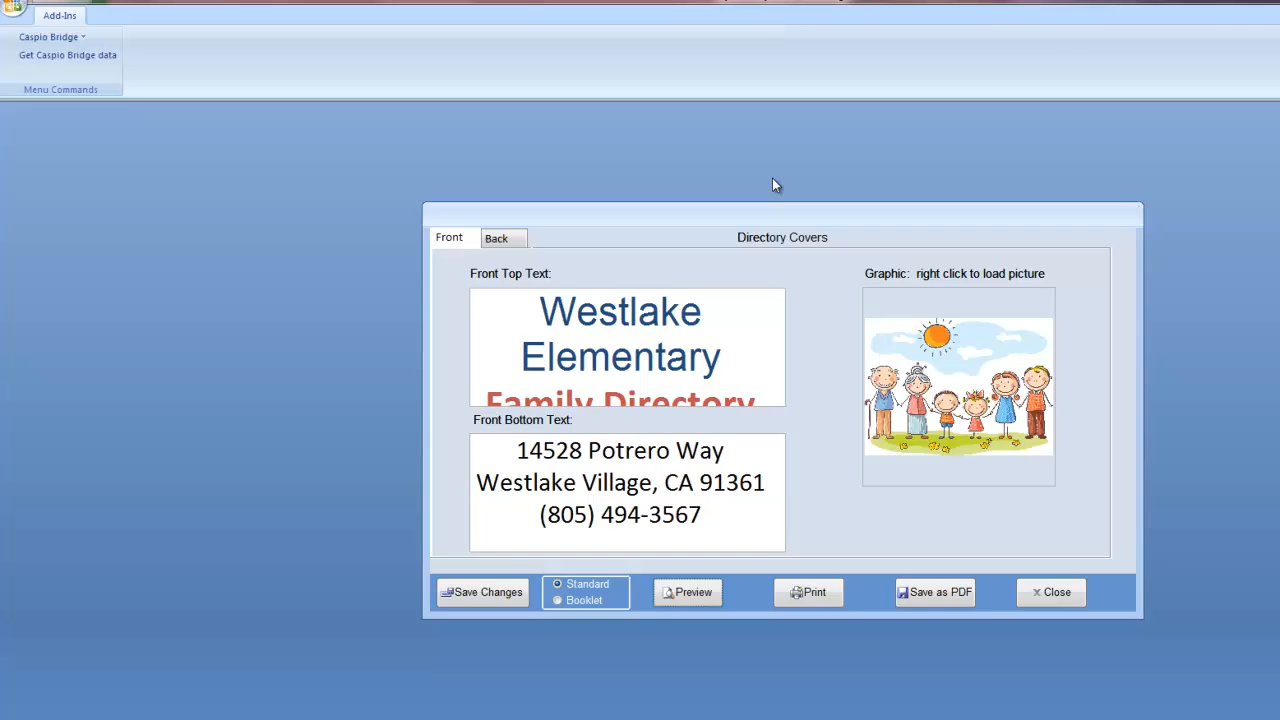 Add-Ins
Caspio Bridge
Get Caspio Bridge data
Menu Commands
Front
Back
Directory Covers
Front Top Text:
Graphic: right click to load picture
Westlake
Elementary
Family Directory
Front Bottom Text:
14528 Potrero Way
Westlake Village, CA 91361
(805) 494-3567
Save Changes
Standard
Booklet
Preview
Print
Save as PDF
Close